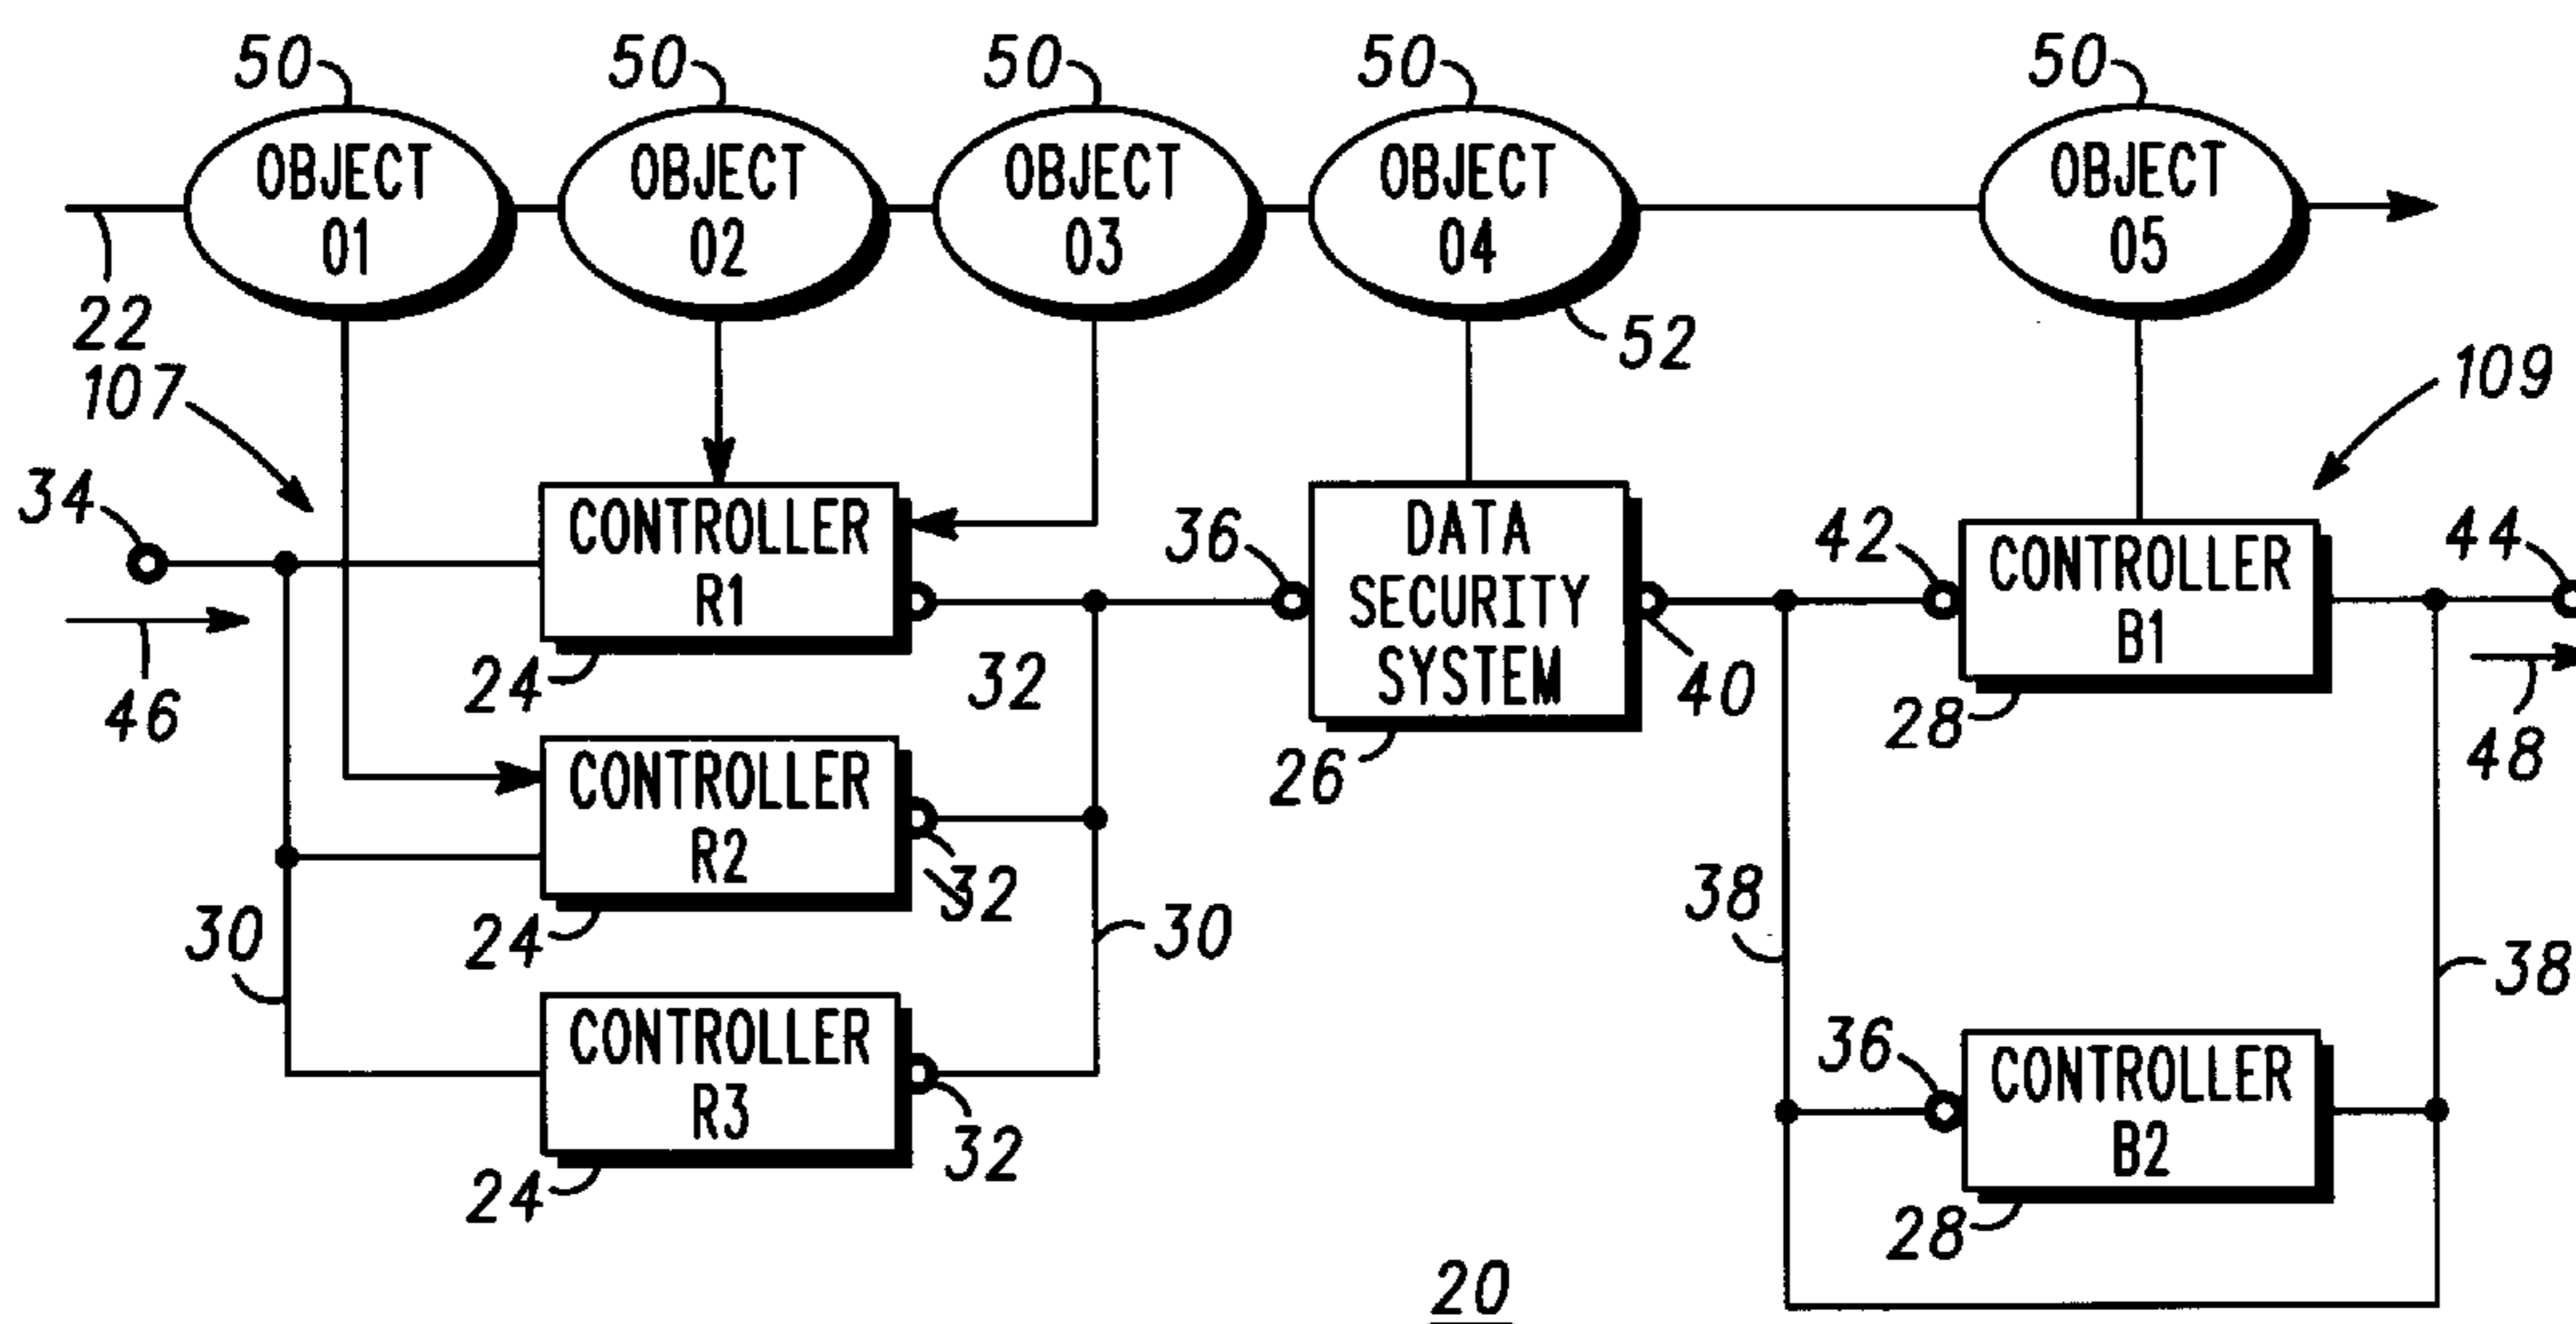 50 50 50 50 50
OBJECT
01
OBJECT
02
OBJECT
03
OBJECT
04
OBJECT
05
22
52
107
109
34
CONTROLLER
R1
36
DATA
SECURITY
SYSTEM
42
CONTROLLER
B1
44
46
24
32
26
40
28
48
CONTROLLER
R2
32
24
30
30
38
38
CONTROLLER
R3
32
24
36
CONTROLLER
B2
28
20